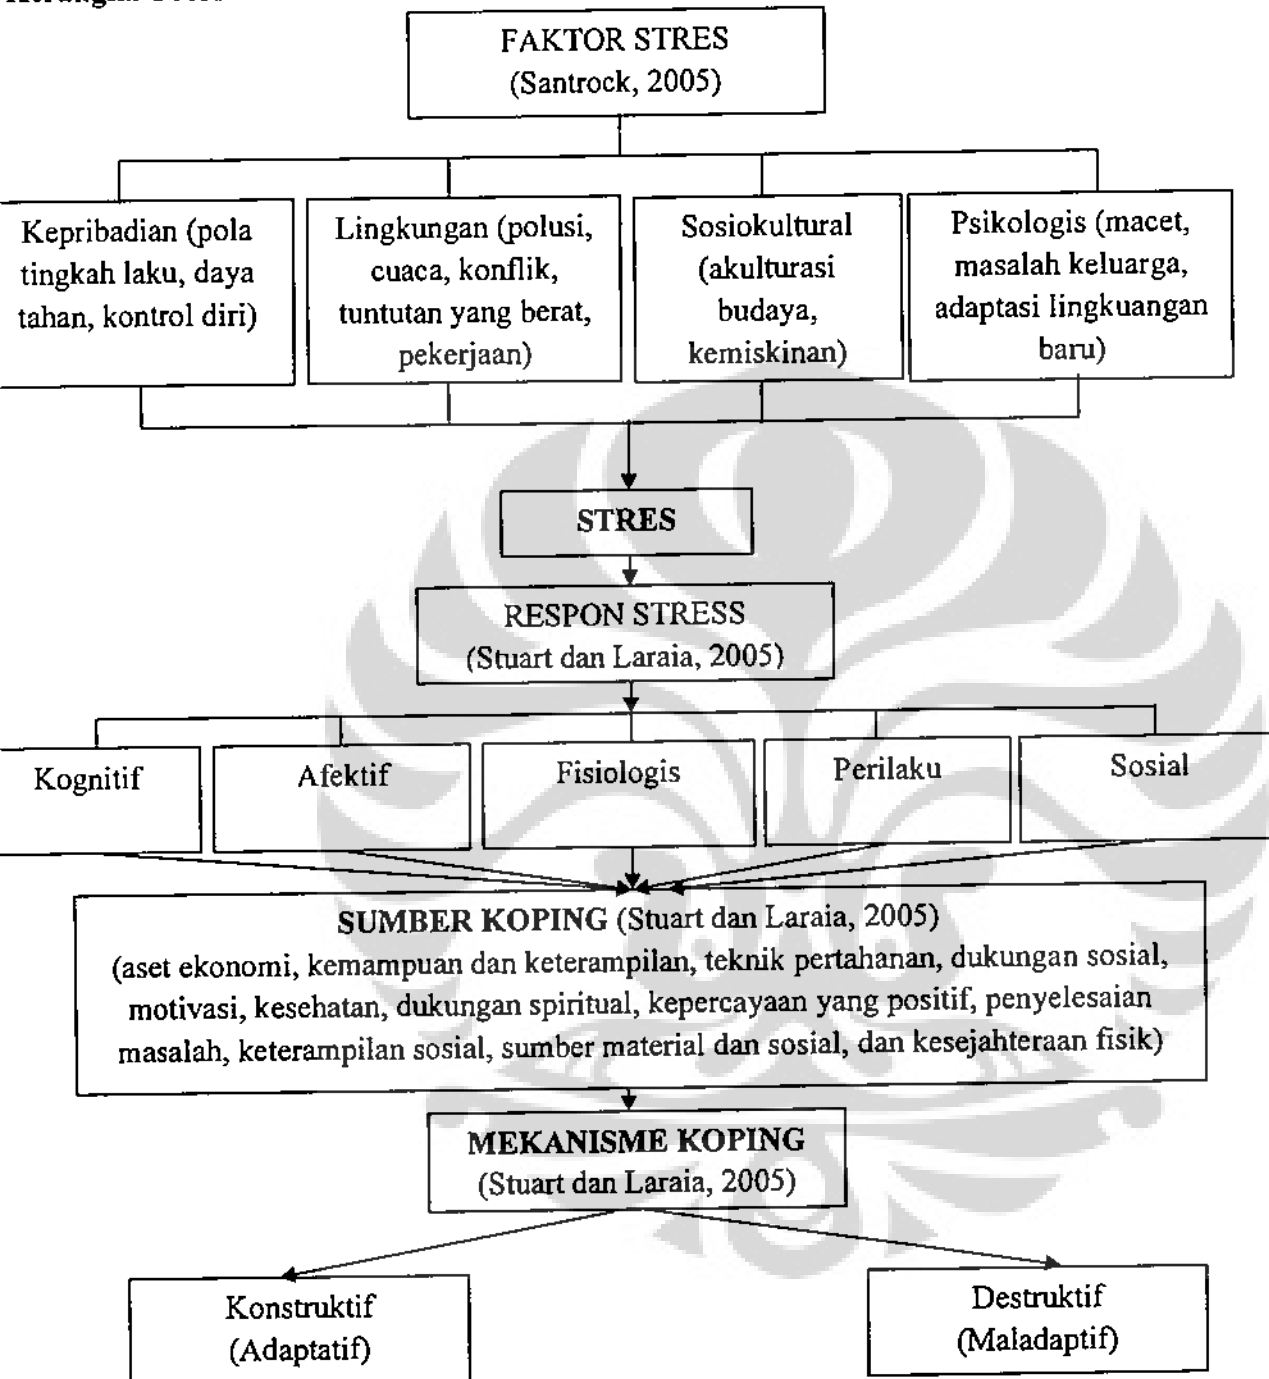 FAKTOR STRES
(Santrock, 2005)
Kepribadian (pola
tingkah laku, daya
tahan, kontrol diri)
Lingkungan (polusi,
cuaca, konflik,
tuntutan yang berat,
pekerjaan)
Sosiokultural
(akulturasi
budaya,
kemiskinan)
Psikologis (macet,
masalah keluarga,
adaptasi lingkuangan
baru)
STRES
RESPON STRESS
(Stuart dan Laraia, 2005)
Kognitif
Afektif
Fisiologis
Perilaku
Sosial
SUMBER KOPING (Stuart dan Laraia, 2005)
(aset ekonomi, kemampuan dan keterampilan, teknik pertahanan, dukungan sosial,
motivasi, kesehatan, dukungan spiritual, kepercayaan yang positif, penyelesaian
masalah, keterampilan sosial, sumber material dan sosial, dan kesejahteraan fisik)
MEKANISME KOPING
(Stuart dan Laraia, 2005)
Konstruktif
(Adaptatif)
Destruktif
(Maladaptif)